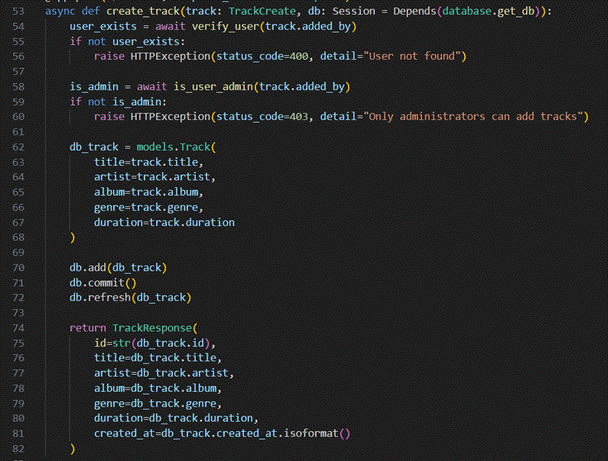 53 async def create_track(track: TrackCreate, db: Session = Depends(database.get_db)):
54     user_exists = await verify_user(track.added_by)
55     if not user_exists:
56         raise HTTPException(status_code=400, detail="User not found")
57
58     is_admin = await is_user_admin(track.added_by)
59     if not is_admin:
60         raise HTTPException(status_code=403, detail="Only administrators can add tracks")
61
62     db_track = models.Track(
63         title=track.title,
64         artist=track.artist,
65         album=track.album,
66         genre=track.genre,
67         duration=track.duration
68     )
69
70     db.add(db_track)
71     db.commit()
72     db.refresh(db_track)
73
74     return TrackResponse(
75         id=str(db_track.id),
76         title=db_track.title,
77         artist=db_track.artist,
78         album=db_track.album,
79         genre=db_track.genre,
80         duration=db_track.duration,
81         created_at=db_track.created_at.isoformat()
82     )